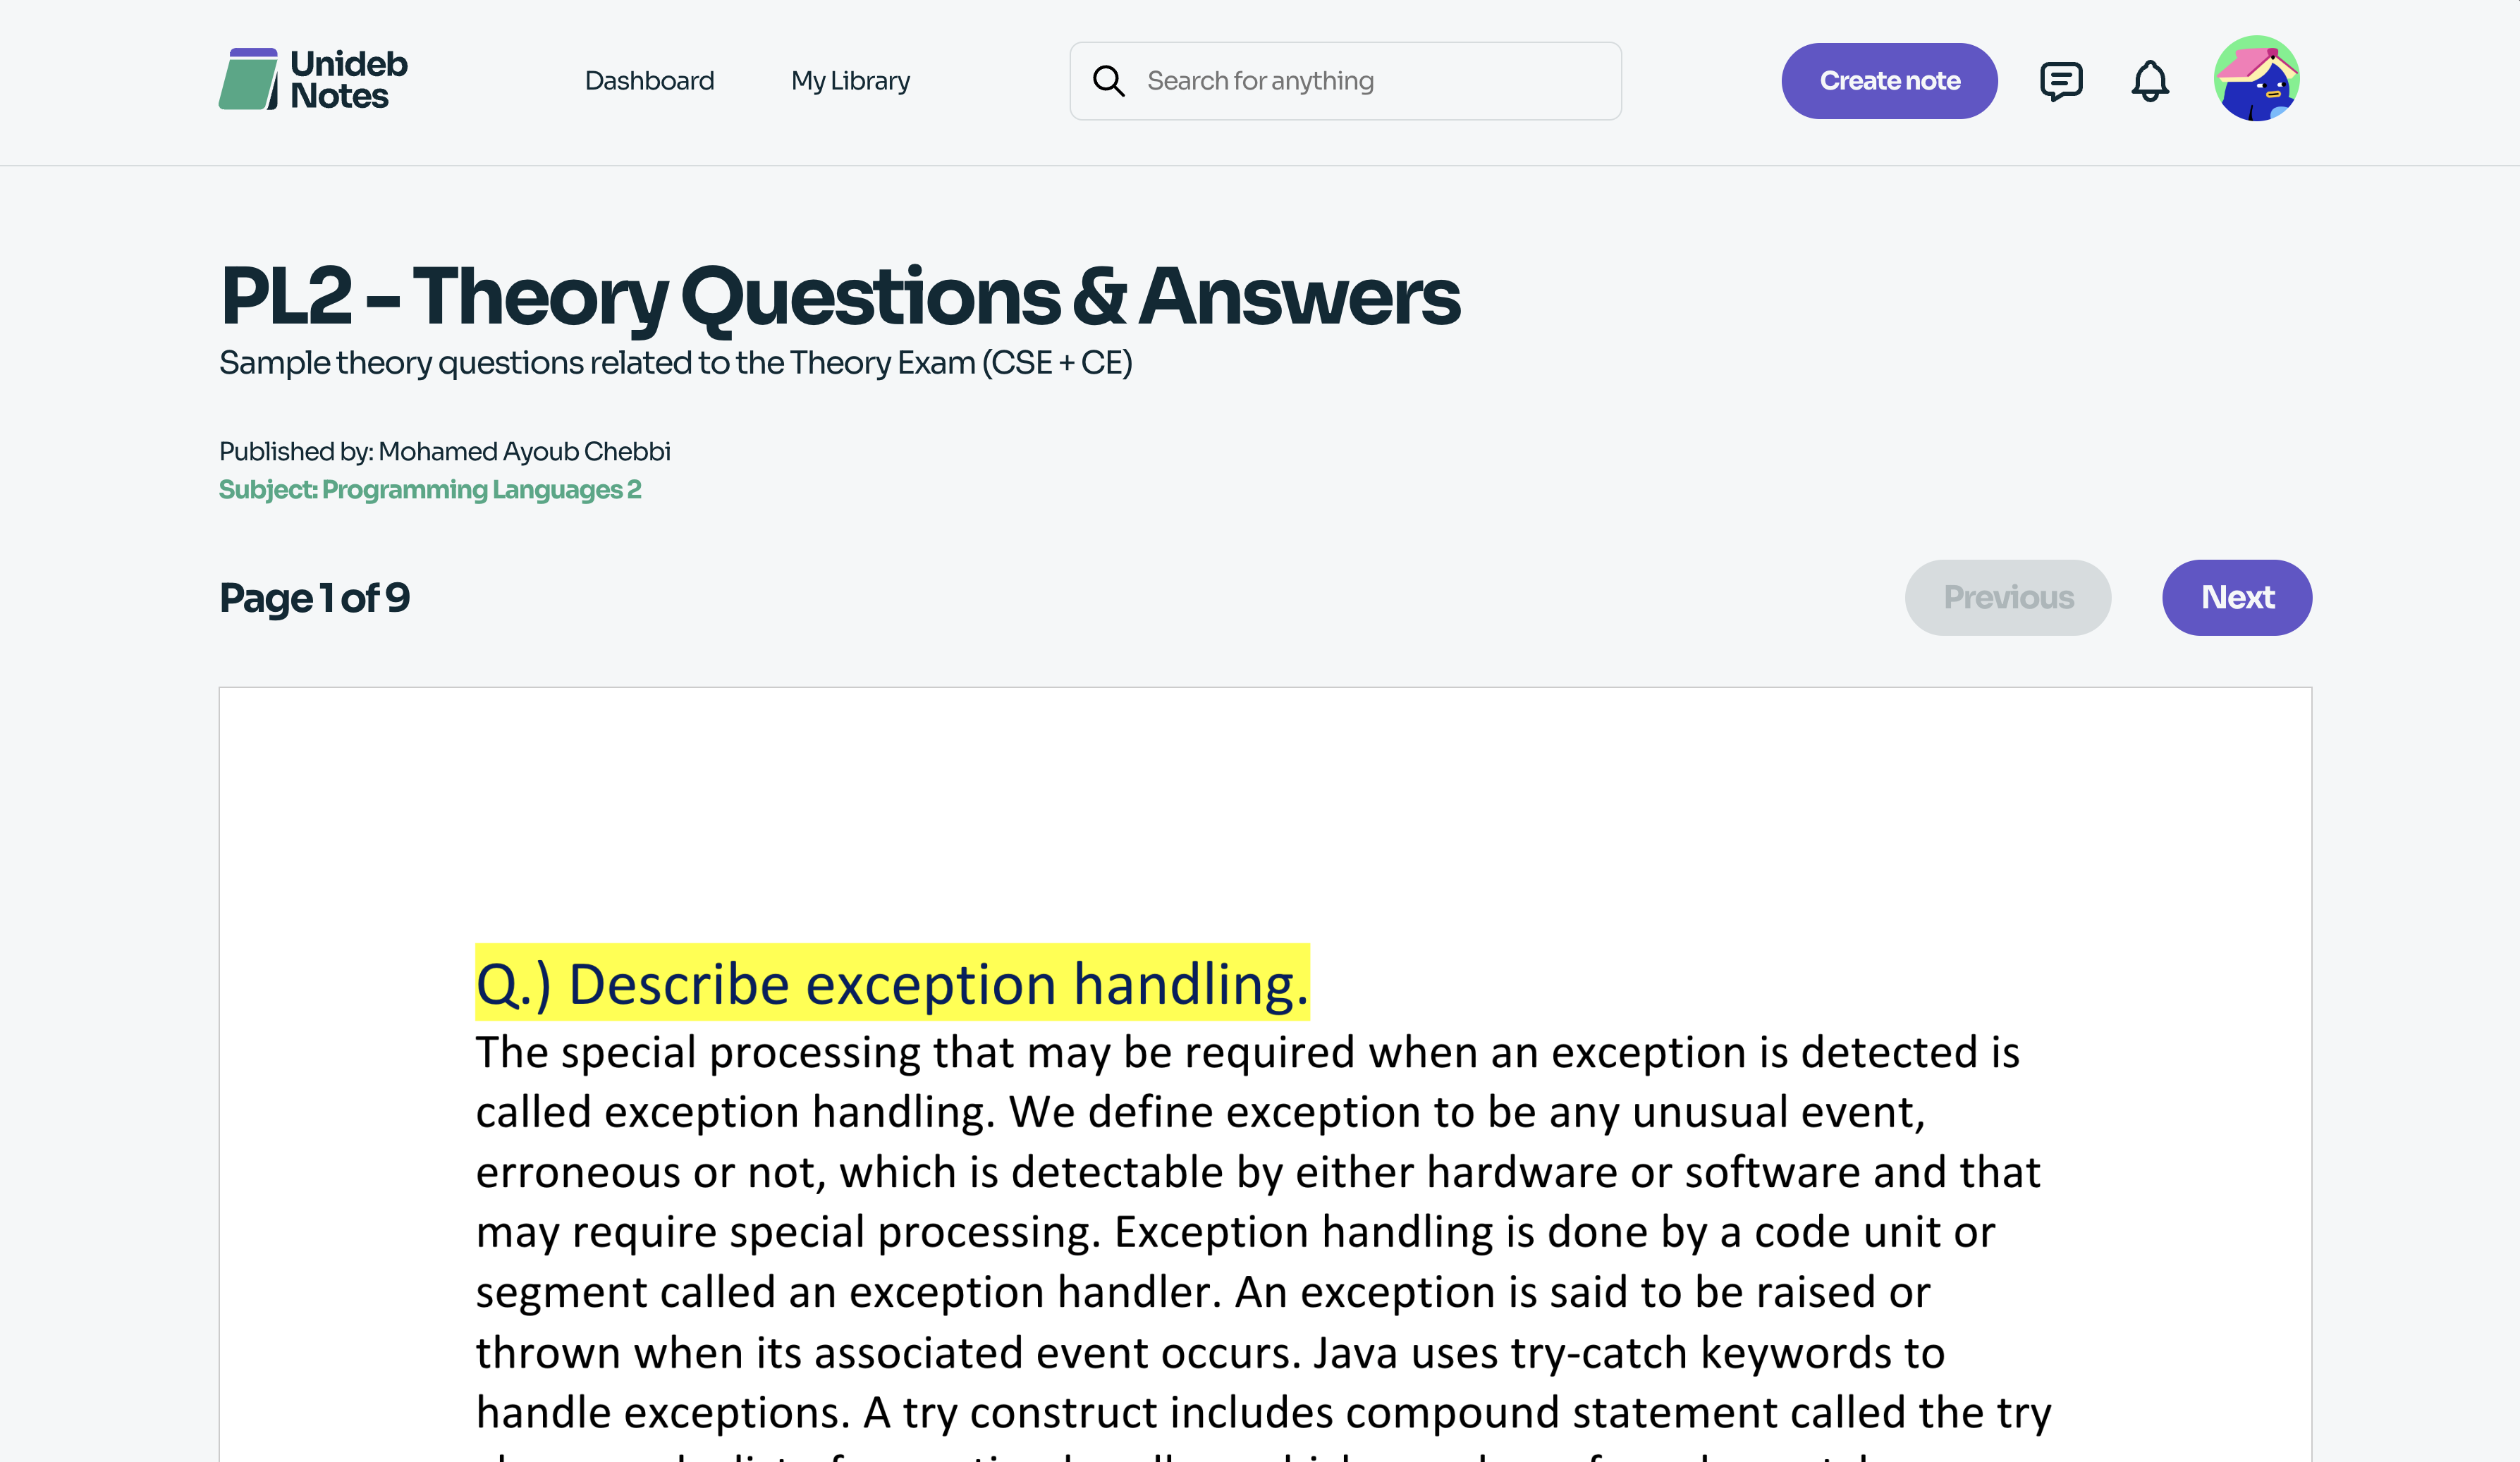 Unideb
Notes
Dashboard
My Library
Search for anything
Create note
PL2 - Theory Questions & Answers
Sample theory questions related to the Theory Exam (CSE + CE)
Published by: Mohamed Ayoub Chebbi
Subject: Programming Languages 2
Page 1 of 9
Previous
Next
Q.) Describe exception handling.
The special processing that may be required when an exception is detected is
called exception handling. We define exception to be any unusual event,
erroneous or not, which is detectable by either hardware or software and that
may require special processing. Exception handling is done by a code unit or
segment called an exception handler. An exception is said to be raised or
thrown when its associated event occurs. Java uses try-catch keywords to
handle exceptions. A try construct includes compound statement called the try